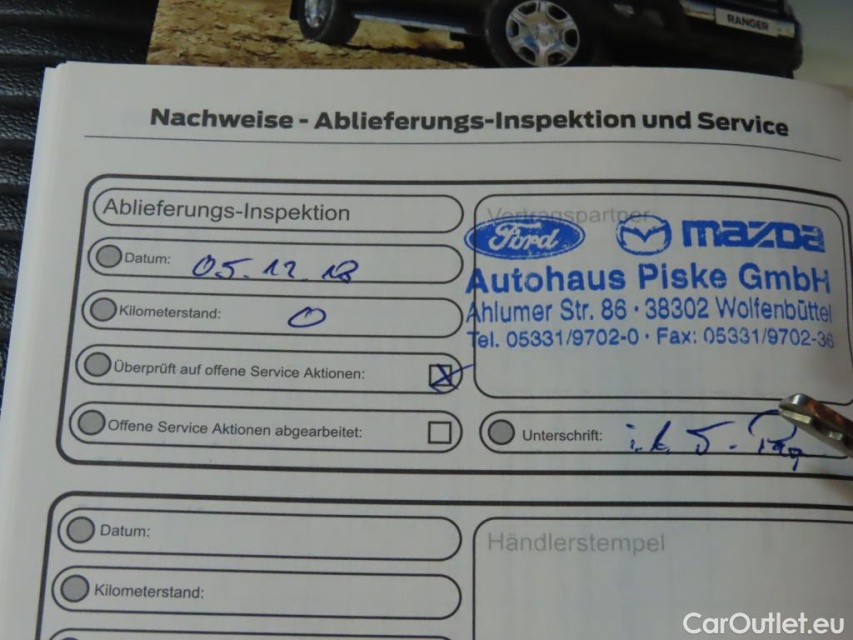 RANGER
Nachweise - Ablieferungs-Inspektion und Service
Ablieferungs-Inspektion
Datum: 05.12.18
Kilometerstand: 0
Überprüft auf offene Service Aktionen:
Offene Service Aktionen abgearbeitet:
Vertragspartner
Ford mazda
Autohaus Piske GmbH
Ahlumer Str. 86 · 38302 Wolfenbüttel
Tel. 05331/9702-0 · Fax: 05331/9702-36
Unterschrift:
Datum:
Kilometerstand:
Händlerstempel
CarOutlet.eu